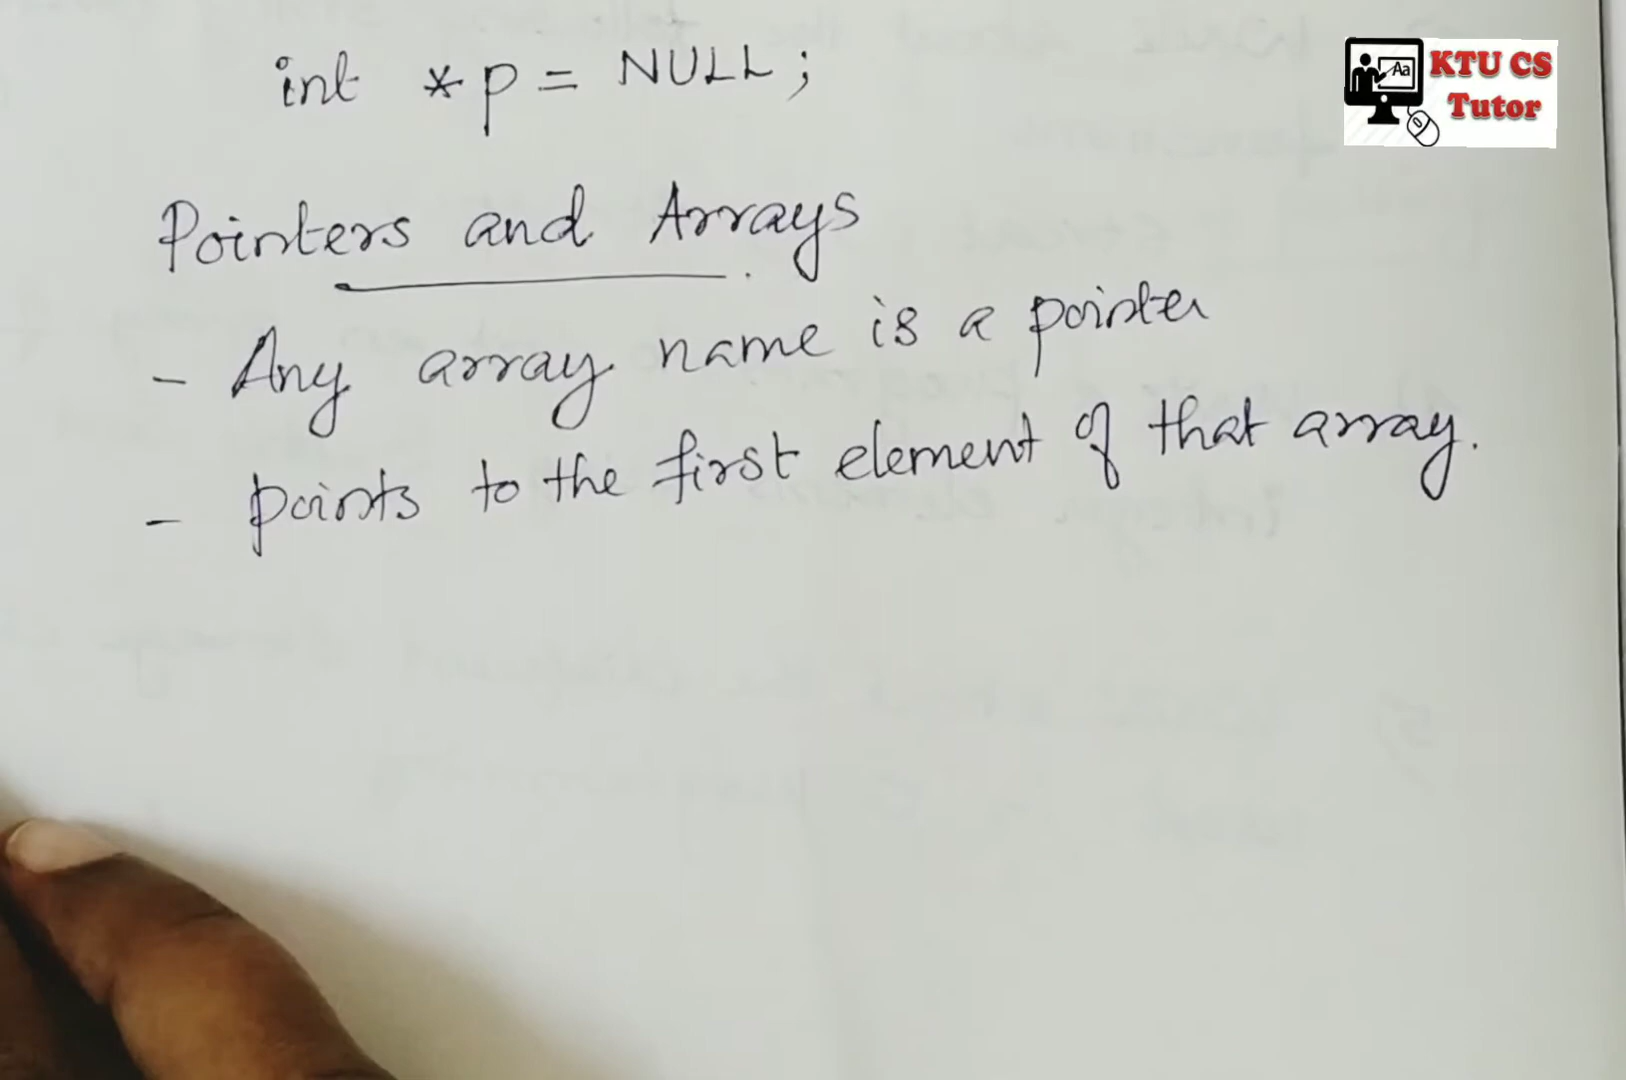 int *p = NULL;
KTU CS
Tutor
Aa
Pointers and Arrays
- Any array name is a pointer
- points to the first element of that array.